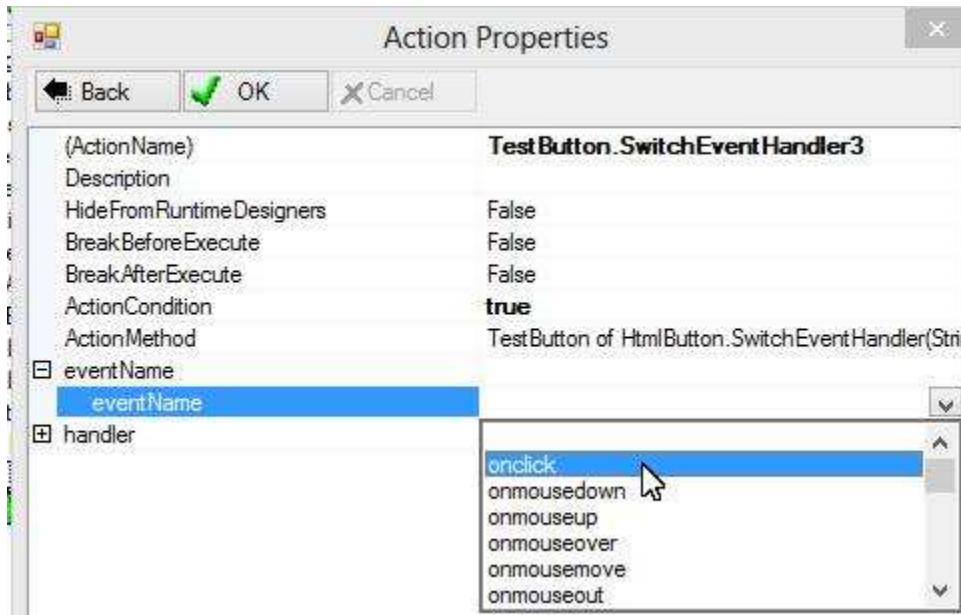 Action Properties
Back OK Cancel
(ActionName) TestButton.SwitchEventHandler3
Description
HideFromRuntimeDesigners False
BreakBeforeExecute False
BreakAfterExecute False
ActionCondition true
ActionMethod TestButton of HtmlButton.SwitchEventHandler(Stri
eventName
eventName
handler
onclick
onmousedown
onmouseup
onmouseover
onmousemove
onmouseout